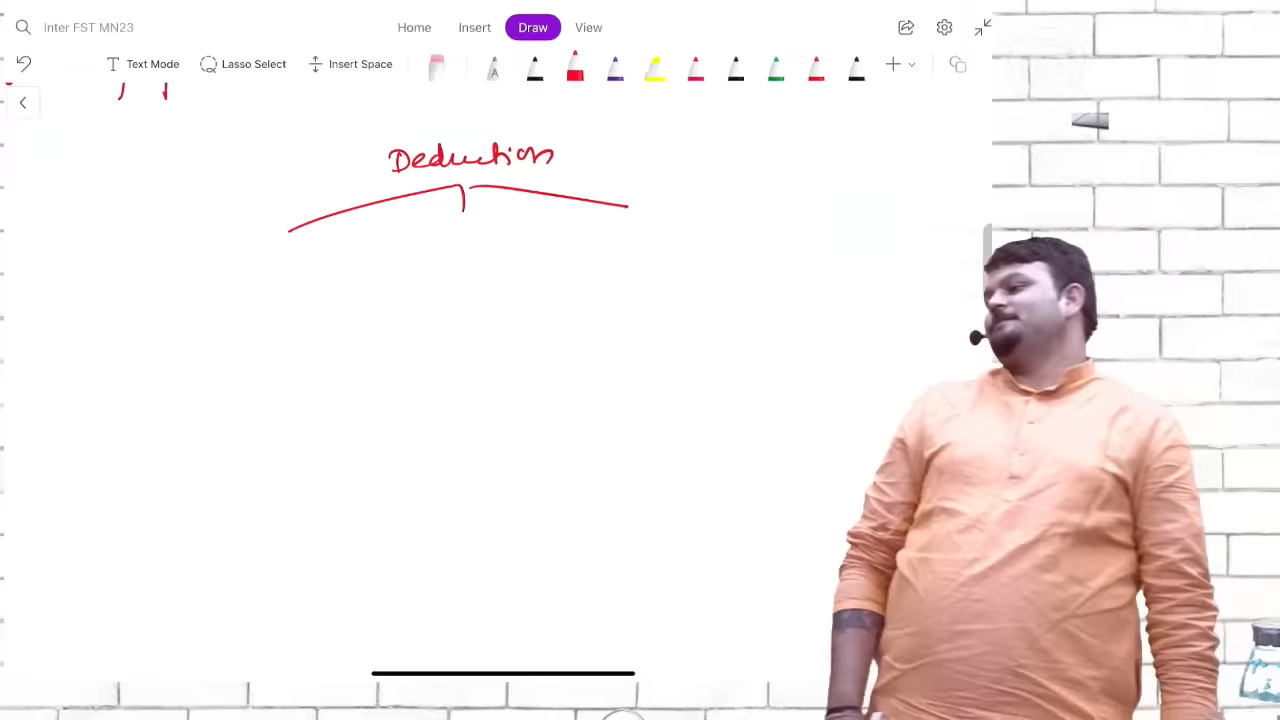 Inter FST MN23
Home Insert Draw View
Text Mode Lasso Select Insert Space
Deduction